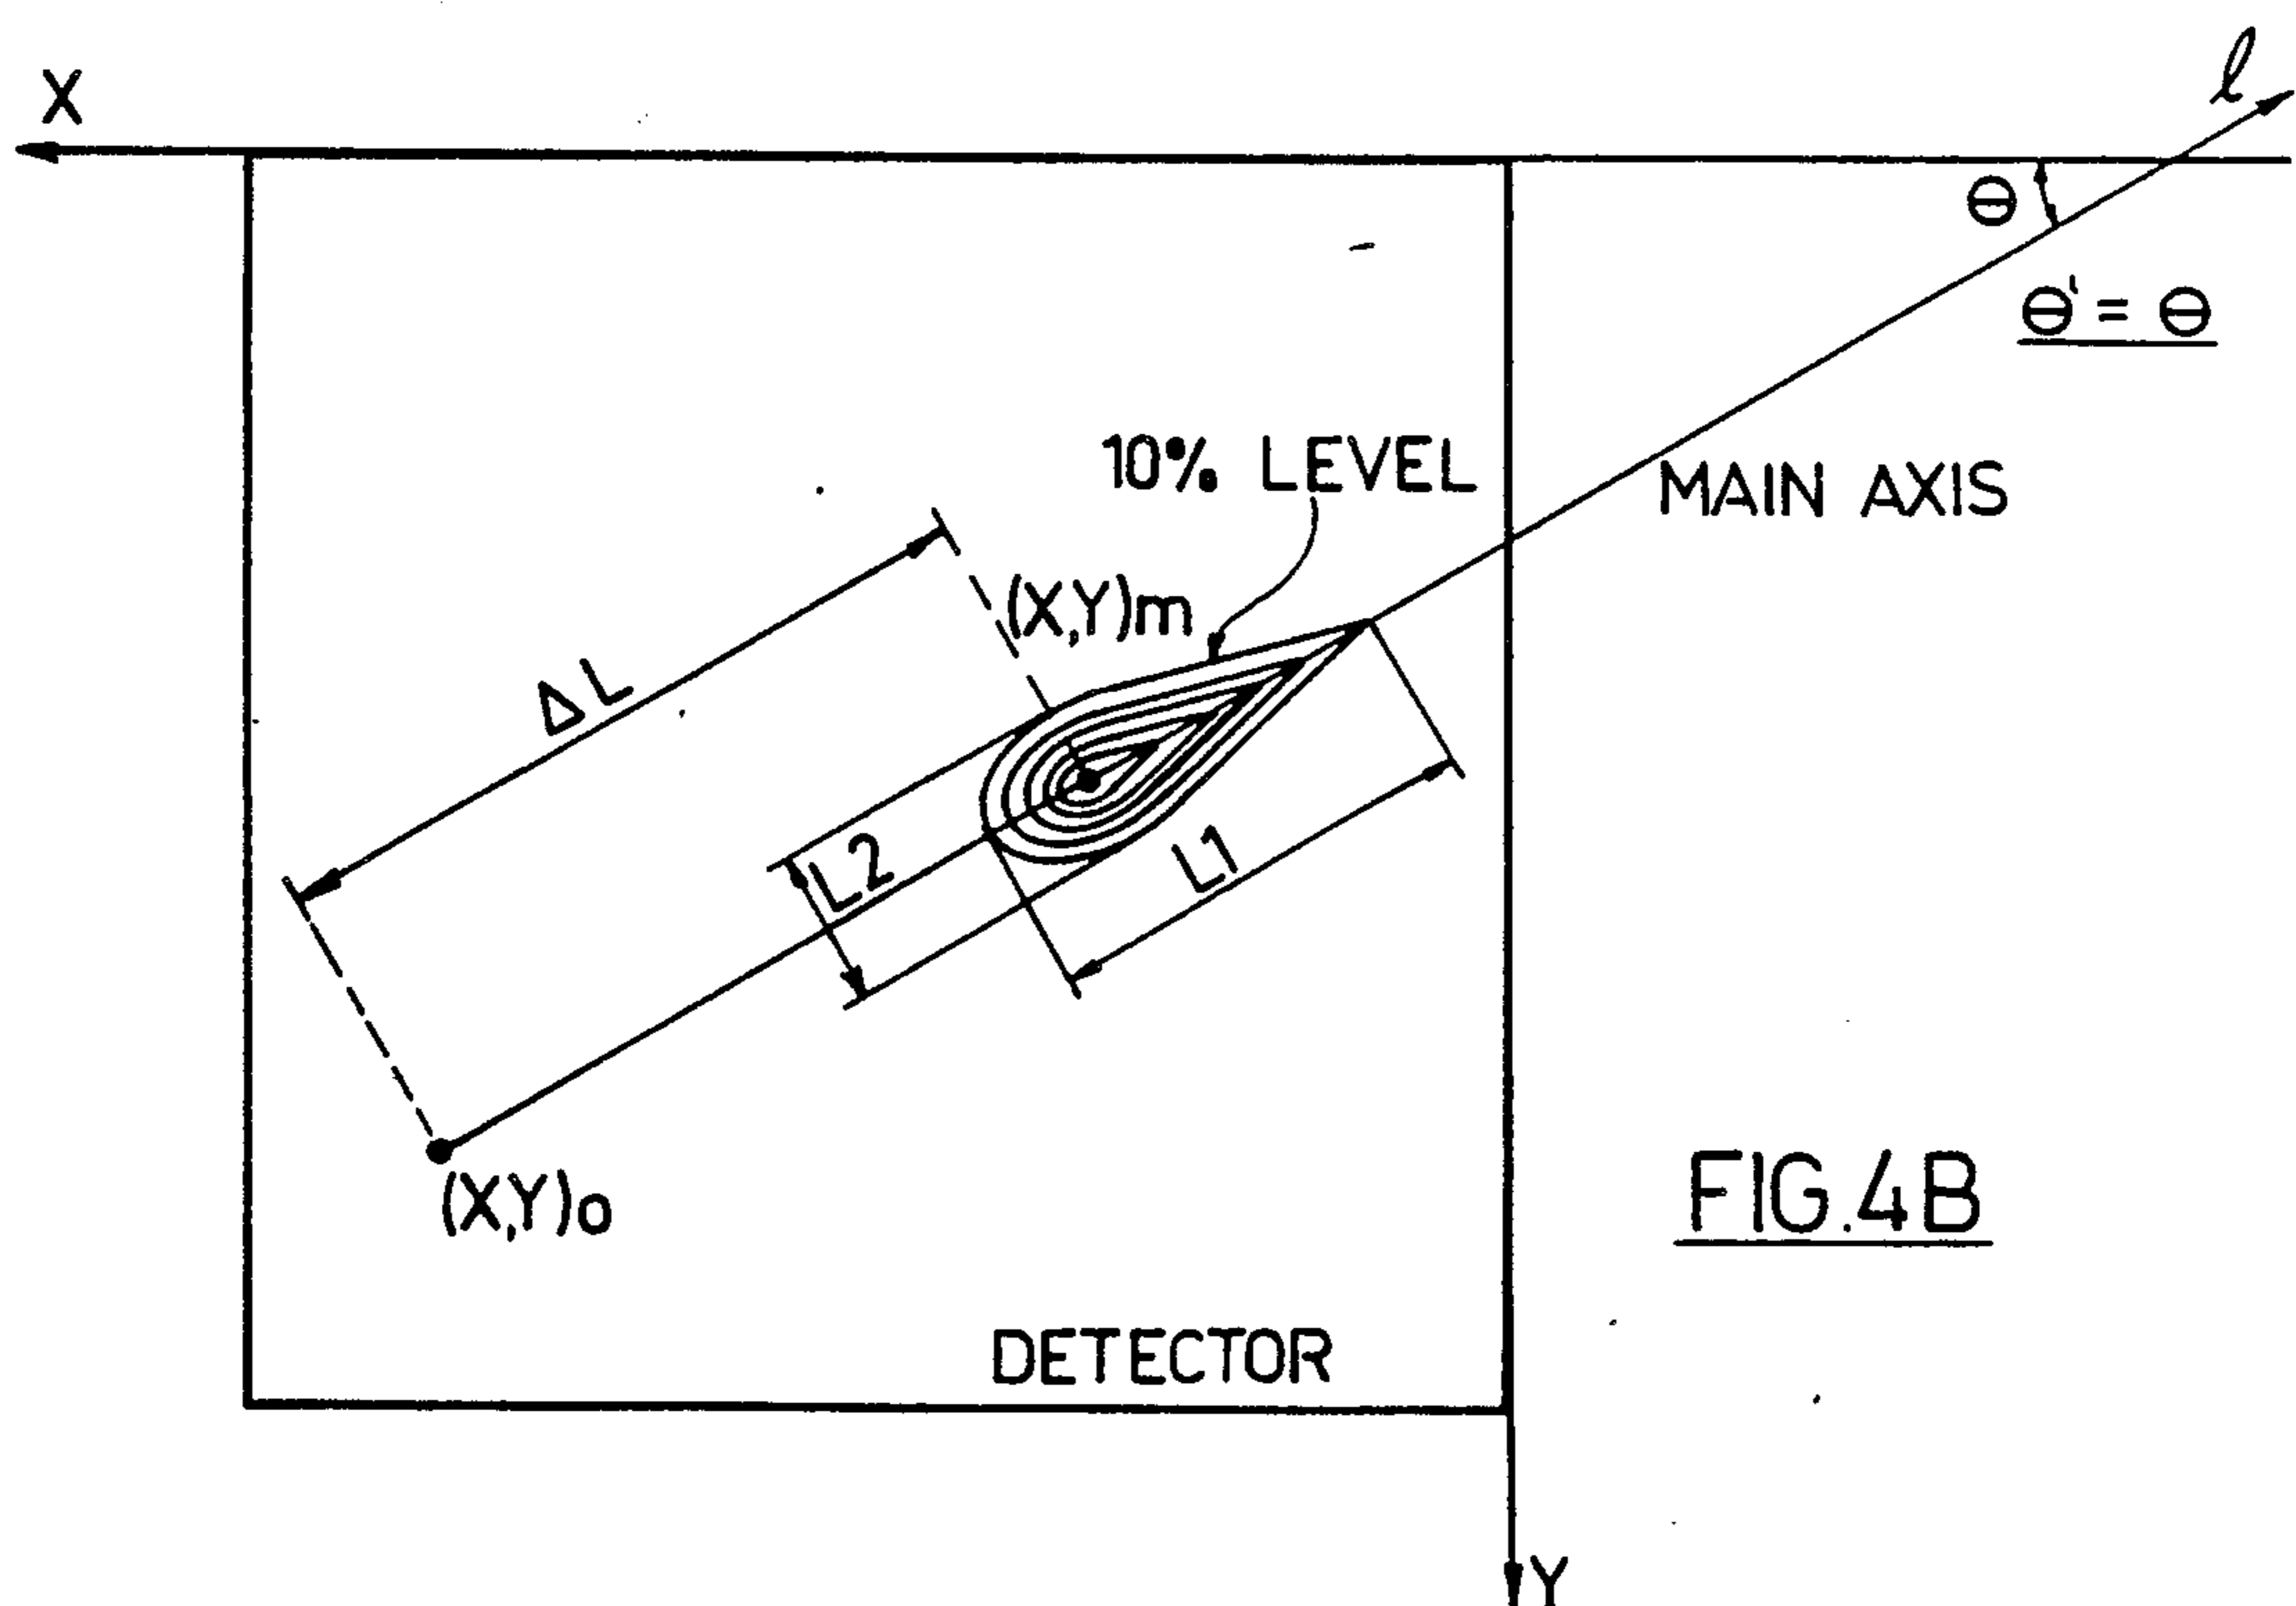 X
ℓ
Θ
Θ' = Θ
10% LEVEL
MAIN AXIS
(X,Y)m
ΔL
L2
L1
(X,Y)o
FIG.4B
DETECTOR
Y